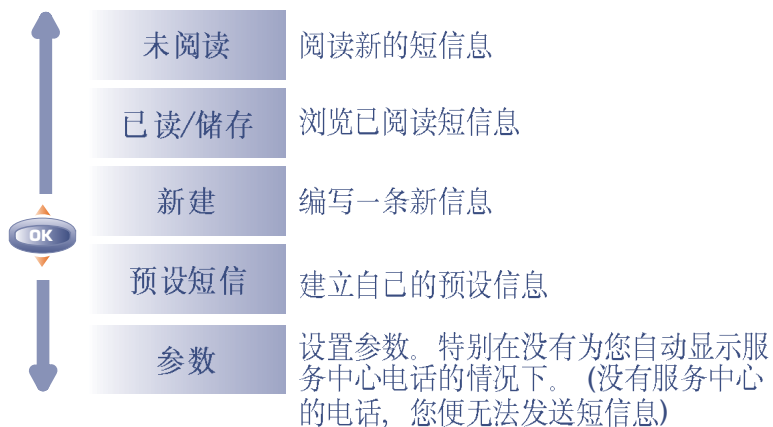 未阅读 阅读新的短信息
已读/储存 浏览已阅读短信息
新建 编写一条新信息
OK
预设短信 建立自己的预设信息
参数 设置参数。特别在没有为您自动显示服
务中心电话的情况下。 (没有服务中心
的电话, 您便无法发送短信息)